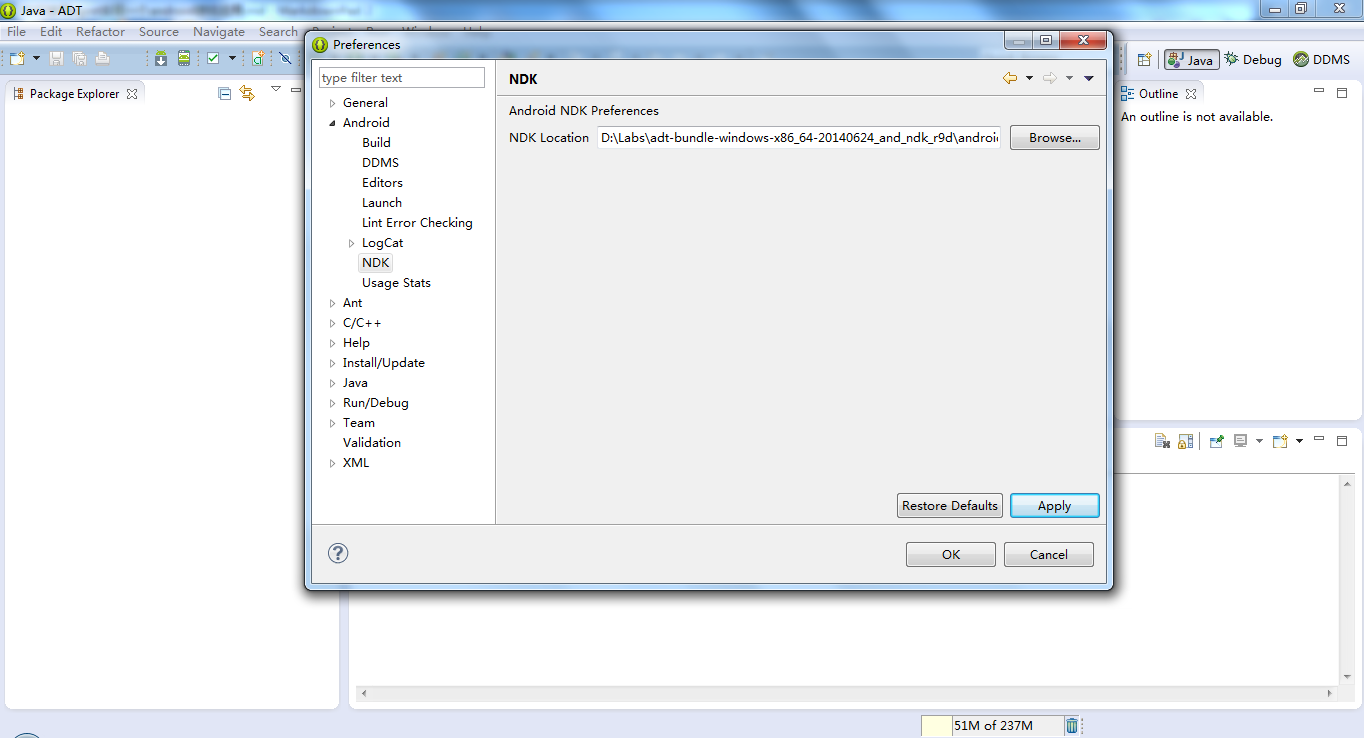 Java - ADT
File Edit Refactor Source Navigate Search
Java Debug DDMS
Package Explorer
Preferences
type filter text
General
Android
Build
DDMS
Editors
Launch
Lint Error Checking
LogCat
NDK
Usage Stats
Ant
C/C++
Help
Install/Update
Java
Run/Debug
Team
Validation
XML
NDK
Android NDK Preferences
NDK Location D:\Labs\adt-bundle-windows-x86_64-20140624_and_ndk_r9d\androi
Browse...
Restore Defaults Apply
OK Cancel
Outline
An outline is not available.
51M of 237M